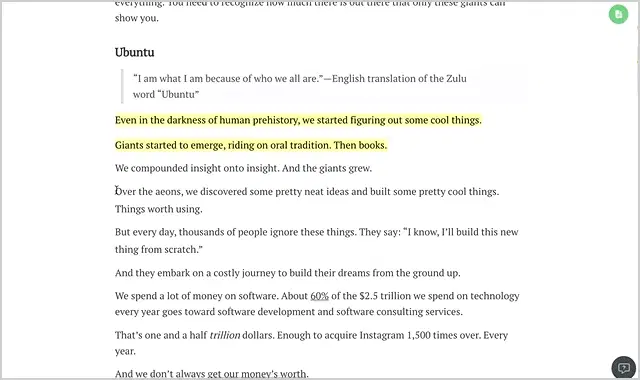 everything. You need to recognize how much there is out there that only these giants can
show you.
Ubuntu
“I am what I am because of who we all are.”—English translation of the Zulu
word “Ubuntu”
Even in the darkness of human prehistory, we started figuring out some cool things.
Giants started to emerge, riding on oral tradition. Then books.
We compounded insight onto insight. And the giants grew.
Over the aeons, we discovered some pretty neat ideas and built some pretty cool things.
Things worth using.
But every day, thousands of people ignore these things. They say: “I know, I’ll build this new
thing from scratch.”
And they embark on a costly journey to build their dreams from the ground up.
We spend a lot of money on software. About 60% of the $2.5 trillion we spend on technology
every year goes toward software development and software consulting services.
That’s one and a half trillion dollars. Enough to acquire Instagram 1,500 times over. Every
year.
And we don’t always get our money’s worth.